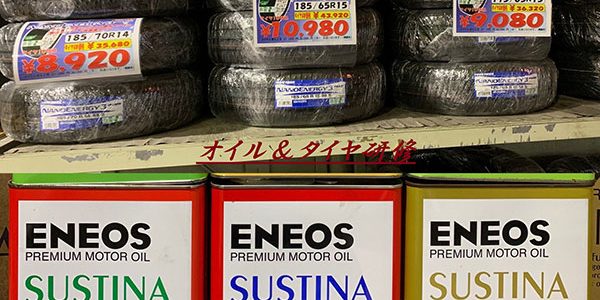 185/70R14
¥35,680
¥8,920
185/65R15
¥43,920
¥10,980
¥36,320
¥9,080
NANOENERGY 3
NANOENERGY 3
NANOENERGY 3
オイル＆タイヤ研修
ENEOS
PREMIUM MOTOR OIL
SUSTINA
ENEOS
PREMIUM MOTOR OIL
SUSTINA
ENEOS
PREMIUM MOTOR OIL
SUSTINA